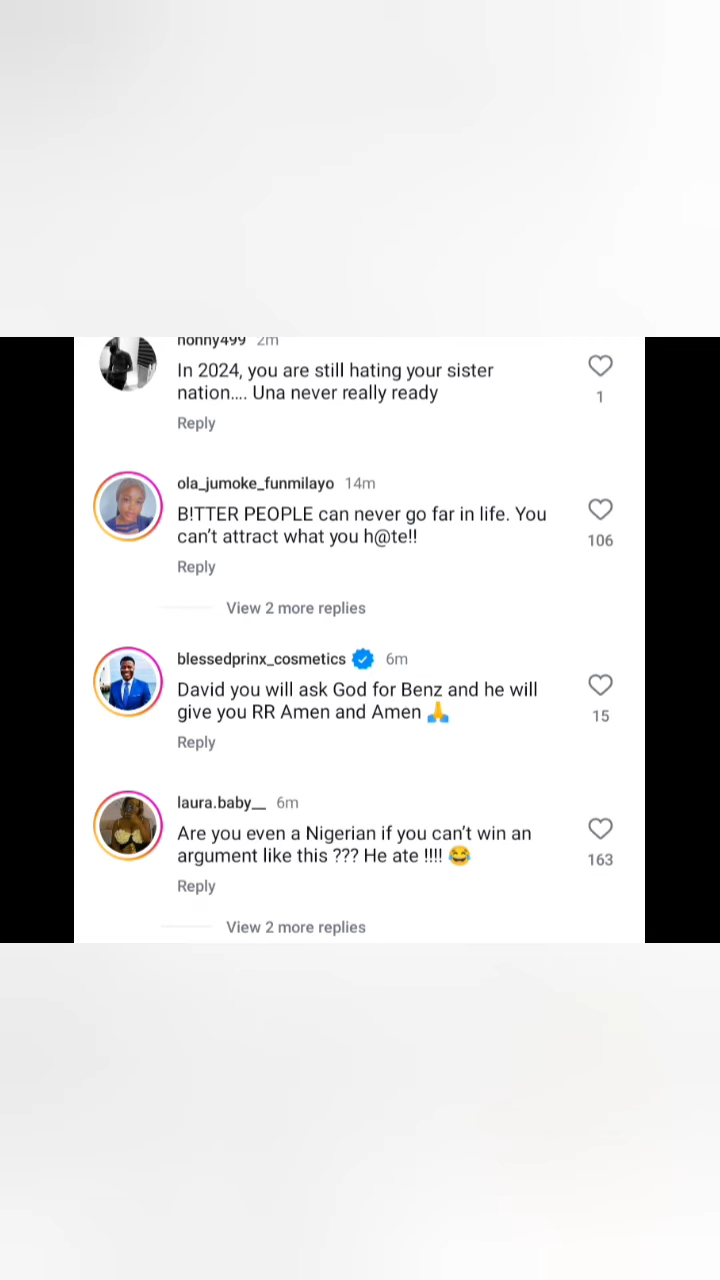 nonny499 2m
In 2024, you are still hating your sister
nation.... Una never really ready
1
Reply
ola_jumoke_funmilayo 14m
B!TTER PEOPLE can never go far in life. You
can't attract what you h@te!!
106
Reply
View 2 more replies
blessedprinx_cosmetics 6m
David you will ask God for Benz and he will
give you RR Amen and Amen 🙏
15
Reply
laura.baby__ 6m
Are you even a Nigerian if you can't win an
argument like this ??? He ate !!!! 😂
163
Reply
View 2 more replies